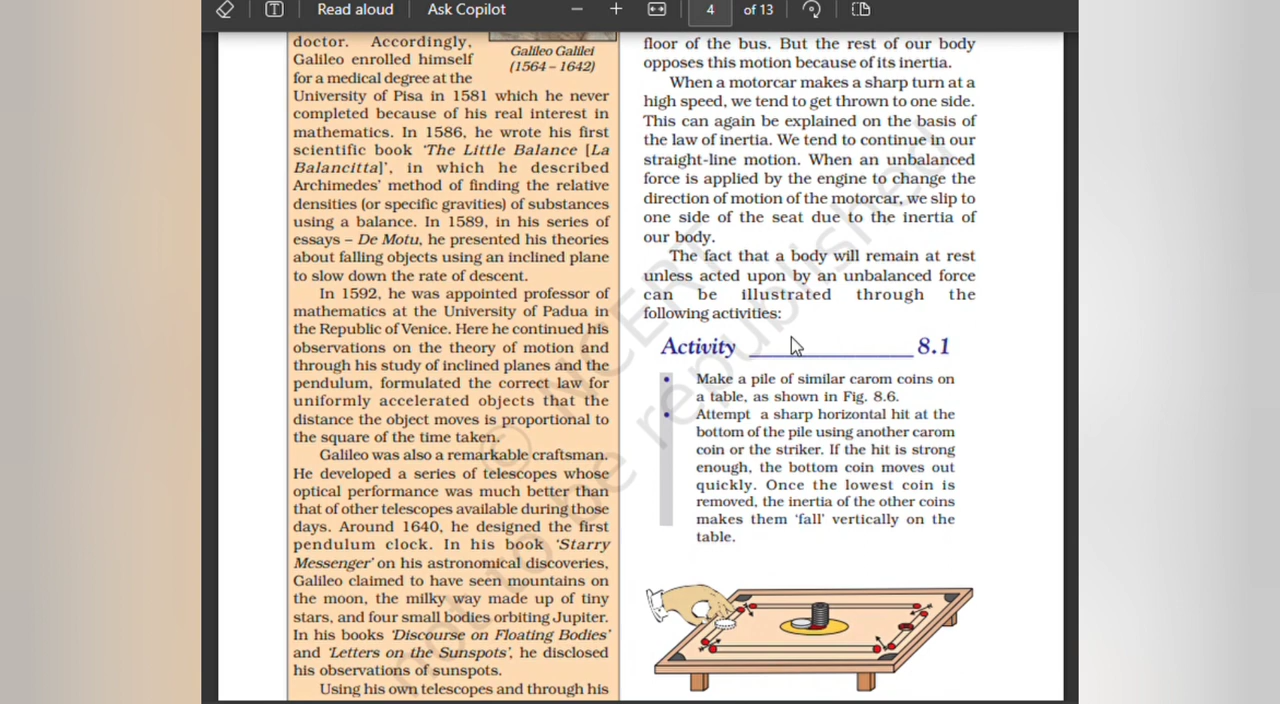 Read aloud
Ask Copilot
4
of 13
doctor. Accordingly,
Galileo enrolled himself
for a medical degree at the
Galileo Galilei
(1564 – 1642)
University of Pisa in 1581 which he never
completed because of his real interest in
mathematics. In 1586, he wrote his first
scientific book 'The Little Balance [La
Balancitta]', in which he described
Archimedes' method of finding the relative
densities (or specific gravities) of substances
using a balance. In 1589, in his series of
essays – De Motu, he presented his theories
about falling objects using an inclined plane
to slow down the rate of descent.
In 1592, he was appointed professor of
mathematics at the University of Padua in
the Republic of Venice. Here he continued his
observations on the theory of motion and
through his study of inclined planes and the
pendulum, formulated the correct law for
uniformly accelerated objects that the
distance the object moves is proportional to
the square of the time taken.
Galileo was also a remarkable craftsman.
He developed a series of telescopes whose
optical performance was much better than
that of other telescopes available during those
days. Around 1640, he designed the first
pendulum clock. In his book 'Starry
Messenger' on his astronomical discoveries,
Galileo claimed to have seen mountains on
the moon, the milky way made up of tiny
stars, and four small bodies orbiting Jupiter.
In his books 'Discourse on Floating Bodies'
and 'Letters on the Sunspots', he disclosed
his observations of sunspots.
Using his own telescopes and through his
floor of the bus. But the rest of our body
opposes this motion because of its inertia.
When a motorcar makes a sharp turn at a
high speed, we tend to get thrown to one side.
This can again be explained on the basis of
the law of inertia. We tend to continue in our
straight-line motion. When an unbalanced
force is applied by the engine to change the
direction of motion of the motorcar, we slip to
one side of the seat due to the inertia of
our body.
The fact that a body will remain at rest
unless acted upon by an unbalanced force
can be illustrated through the
following activities:
Activity ______________ 8.1
• Make a pile of similar carom coins on
a table, as shown in Fig. 8.6.
• Attempt a sharp horizontal hit at the
bottom of the pile using another carom
coin or the striker. If the hit is strong
enough, the bottom coin moves out
quickly. Once the lowest coin is
removed, the inertia of the other coins
makes them 'fall' vertically on the
table.
© NCERT
not to be republished